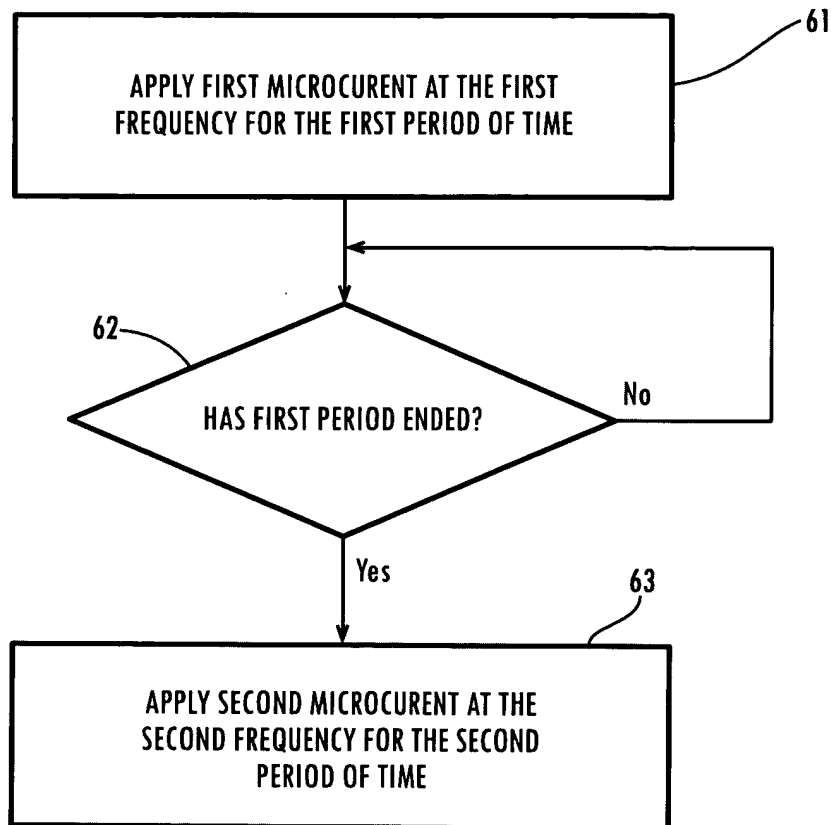 61
APPLY FIRST MICROCURENT AT THE FIRST
FREQUENCY FOR THE FIRST PERIOD OF TIME
62
HAS FIRST PERIOD ENDED?
No
Yes
63
APPLY SECOND MICROCURENT AT THE
SECOND FREQUENCY FOR THE SECOND
PERIOD OF TIME